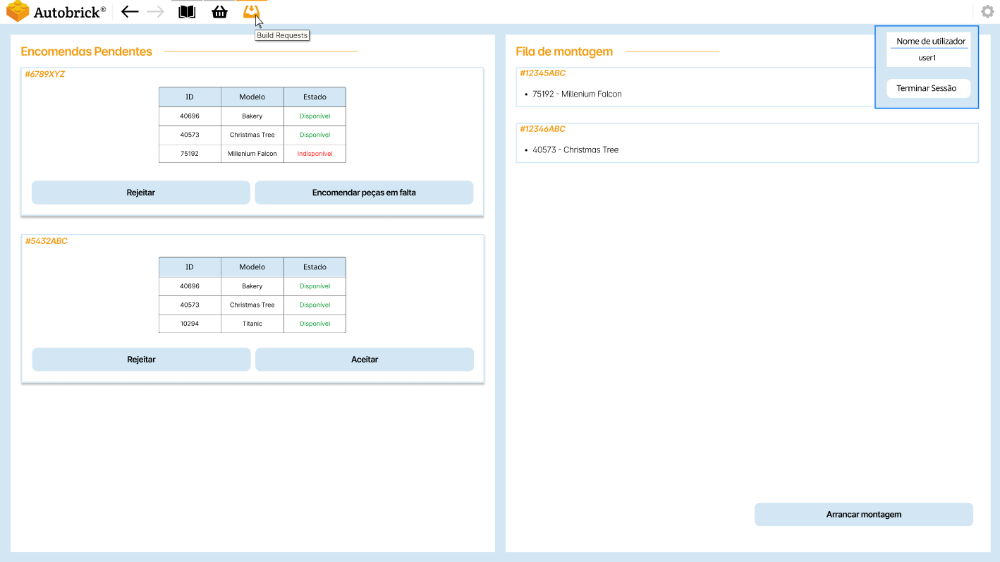 Autobrick®
Build Requests
Encomendas Pendentes
#6789XYZ
ID Modelo Estado
40696 Bakery Disponível
40573 Christmas Tree Disponível
75192 Millenium Falcon Indisponível
Rejeitar Encomendar peças em falta
#5432ABC
ID Modelo Estado
40696 Bakery Disponível
40573 Christmas Tree Disponível
10294 Titanic Disponível
Rejeitar Aceitar
Fila de montagem
#12345ABC
• 75192 - Millenium Falcon
#12346ABC
• 40573 - Christmas Tree
Nome de utilizador
user1
Terminar Sessão
Arrancar montagem